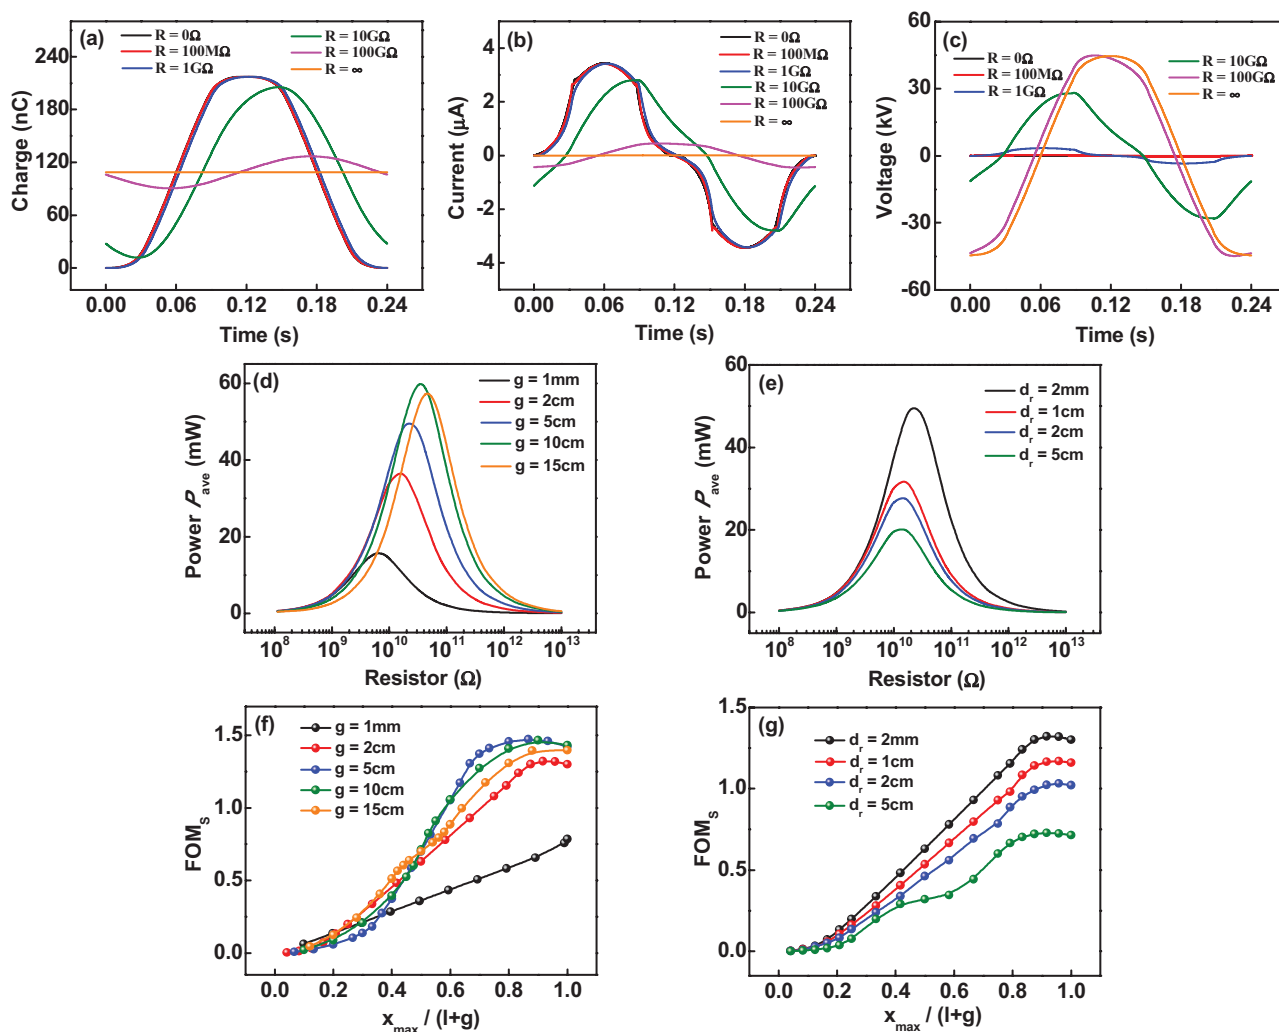 (a)
R = 0Ω
R = 100MΩ
R = 1GΩ
R = 10GΩ
R = 100GΩ
R = ∞
240
180
120
60
0
Charge (nC)
0.00 0.06 0.12 0.18 0.24
Time (s)
(b)
R = 0Ω
R = 100MΩ
R = 1GΩ
R = 10GΩ
R = 100GΩ
R = ∞
4
2
0
-2
-4
Current (μA)
0.00 0.06 0.12 0.18 0.24
Time (s)
(c)
R = 0Ω
R = 100MΩ
R = 1GΩ
R = 10GΩ
R = 100GΩ
R = ∞
60
30
0
-30
-60
Voltage (kV)
0.00 0.06 0.12 0.18 0.24
Time (s)
(d)
g = 1mm
g = 2cm
g = 5cm
g = 10cm
g = 15cm
60
40
20
0
Power P_ave (mW)
10^8 10^9 10^10 10^11 10^12 10^13
Resistor (Ω)
(e)
d_r = 2mm
d_r = 1cm
d_r = 2cm
d_r = 5cm
60
40
20
0
Power P_ave (mW)
10^8 10^9 10^10 10^11 10^12 10^13
Resistor (Ω)
(f)
g = 1mm
g = 2cm
g = 5cm
g = 10cm
g = 15cm
1.5
1.0
0.5
0.0
FOM_S
0.0 0.2 0.4 0.6 0.8 1.0
x_max / (l+g)
(g)
d_r = 2mm
d_r = 1cm
d_r = 2cm
d_r = 5cm
1.5
1.0
0.5
0.0
FOM_S
0.0 0.2 0.4 0.6 0.8 1.0
x_max / (l+g)